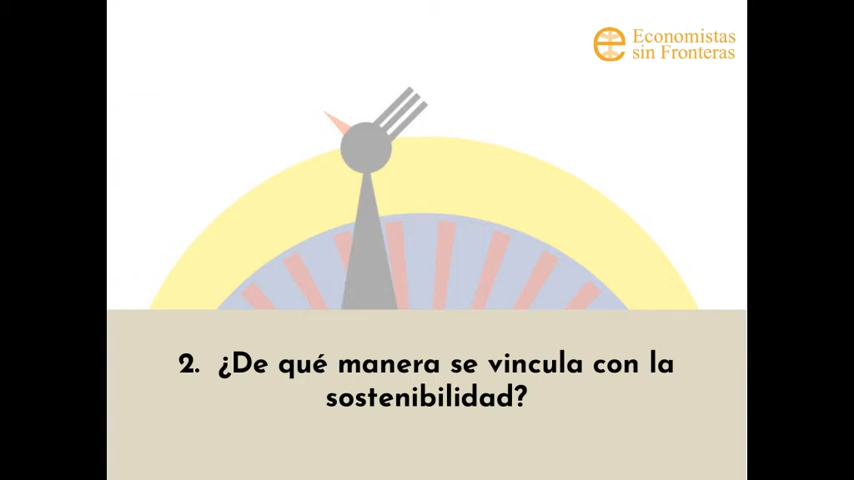 Economistas
sin Fronteras
2. ¿De qué manera se vincula con la
sostenibilidad?